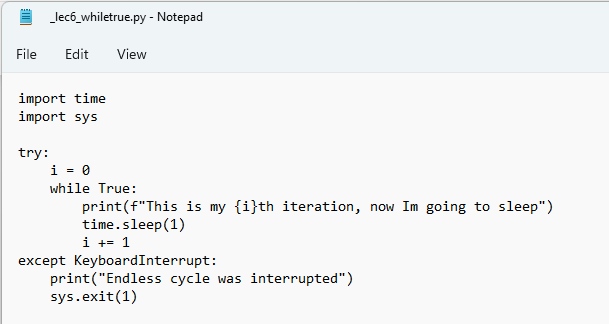 _lec6_whiletrue.py - Notepad
File Edit View
import time
import sys

try:
    i = 0
    while True:
        print(f"This is my {i}th iteration, now Im going to sleep")
        time.sleep(1)
        i += 1
except KeyboardInterrupt:
    print("Endless cycle was interrupted")
    sys.exit(1)